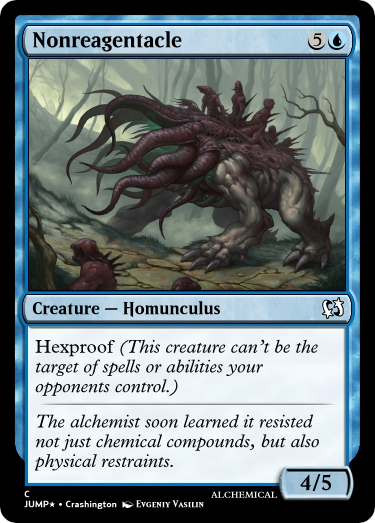 Nonreagentacle 5
Creature — Homunculus
Hexproof (This creature can't be the
target of spells or abilities your
opponents control.)
The alchemist soon learned it resisted
not just chemical compounds, but also
physical restraints.
4/5
C ALCHEMICAL
JUMP★ • Crashington Evgeniy Vasilin